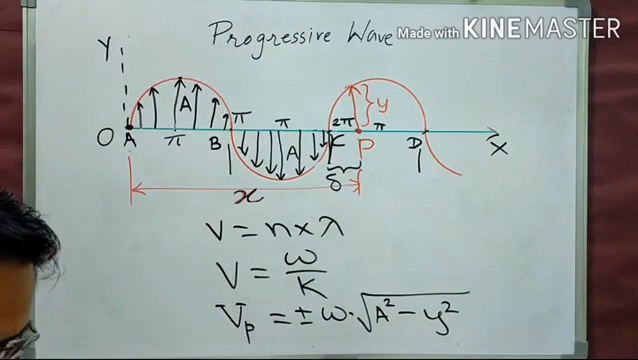 Progressive Wave
Made with KINEMASTER
Y
A y
π 2π
O A π B π A C P π D X
δ
x
V = n × λ
V = ω/K
Vp = ± ω · √A² − y²